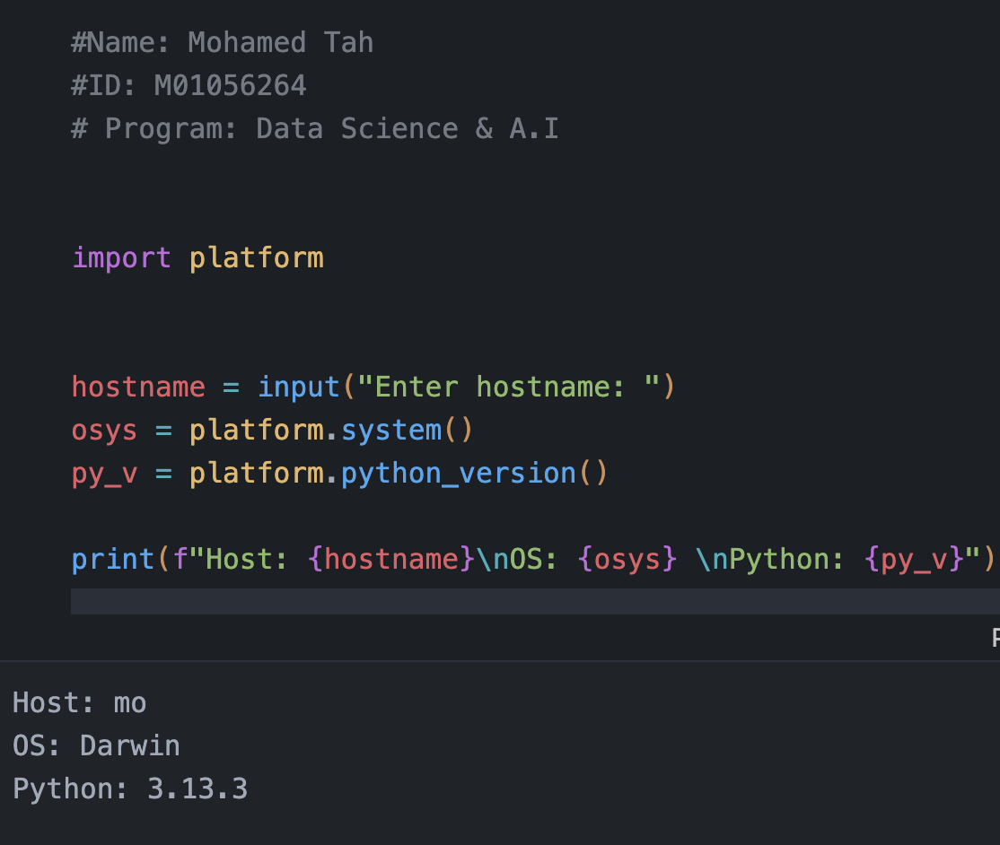 #Name: Mohamed Tah
#ID: M01056264
# Program: Data Science & A.I
import platform
hostname = input("Enter hostname: ")
osys = platform.system()
py_v = platform.python_version()
print(f"Host: {hostname}\nOS: {osys} \nPython: {py_v}")
Host: mo
OS: Darwin
Python: 3.13.3